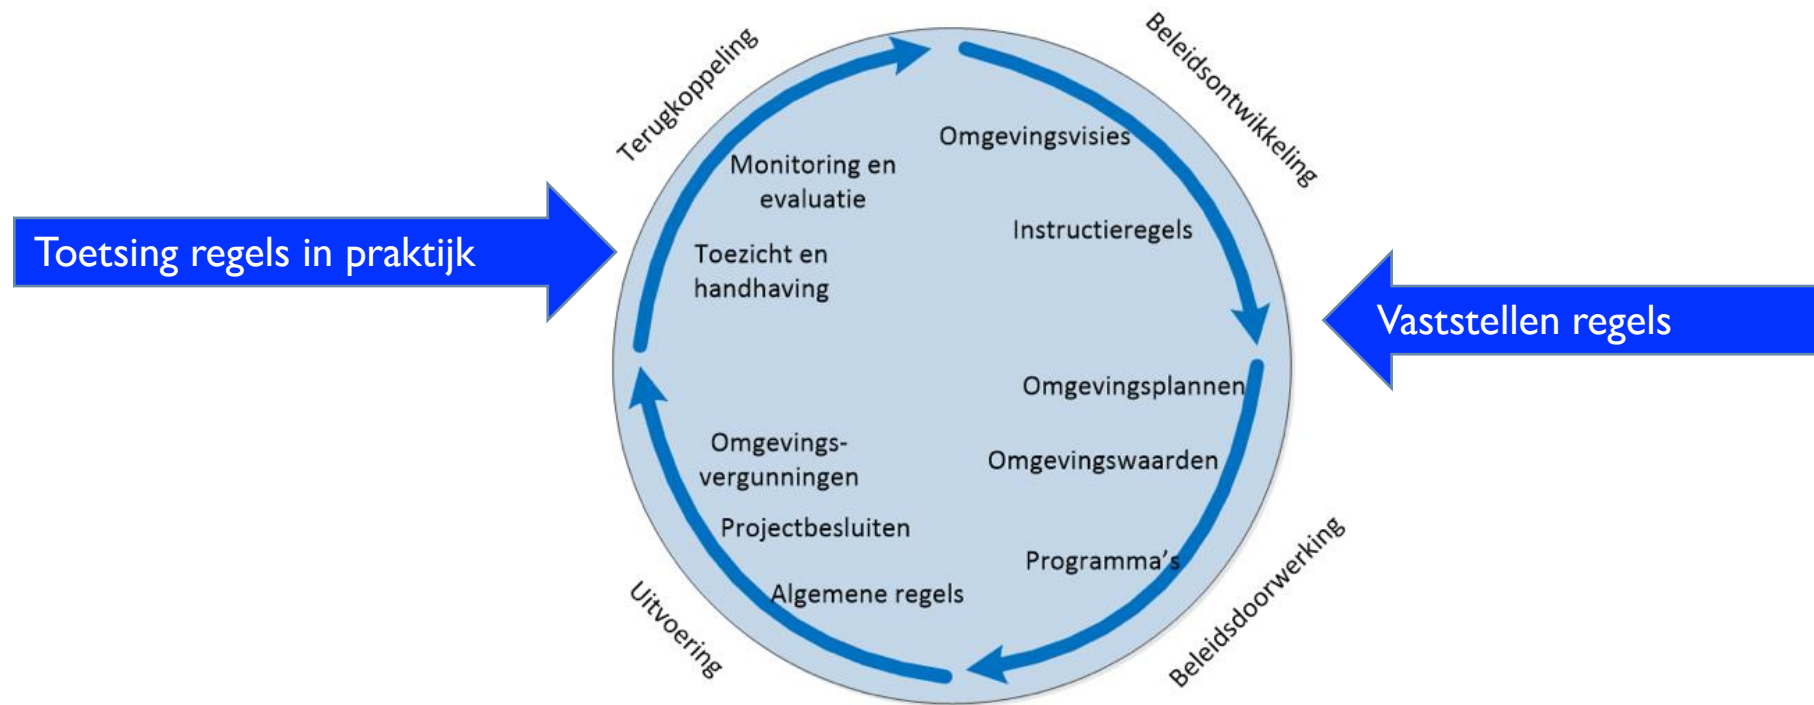 Terugkoppeling
Beleidsontwikkeling
Omgevingsvisies
Monitoring en
evaluatie
Instructieregels
Toetsing regels in praktijk
Toezicht en
handhaving
Vaststellen regels
Omgevingsplannen
Omgevings-
vergunningen
Omgevingswaarden
Projectbesluiten
Programma's
Algemene regels
Uitvoering
Beleidsdoorwerking